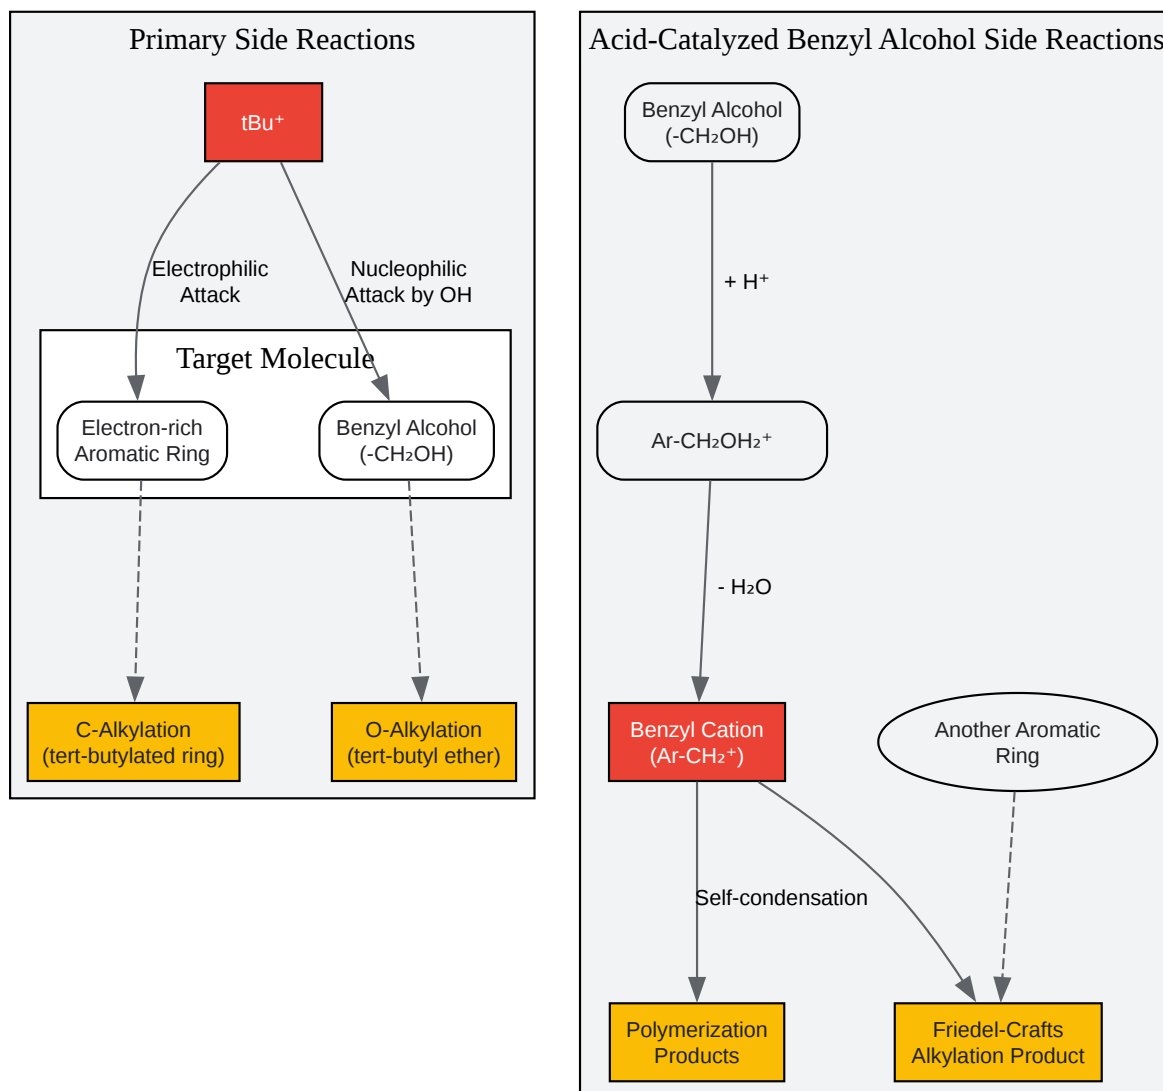 Primary Side Reactions
tBu⁺
Electrophilic
Attack
Nucleophilic
Attack by OH
Target Molecule
Electron-rich
Aromatic Ring
Benzyl Alcohol
(-CH₂OH)
C-Alkylation
(tert-butylated ring)
O-Alkylation
(tert-butyl ether)
Acid-Catalyzed Benzyl Alcohol Side Reactions
Benzyl Alcohol
(-CH₂OH)
+ H⁺
Ar-CH₂OH₂⁺
- H₂O
Benzyl Cation
(Ar-CH₂⁺)
Another Aromatic
Ring
Self-condensation
Polymerization
Products
Friedel-Crafts
Alkylation Product